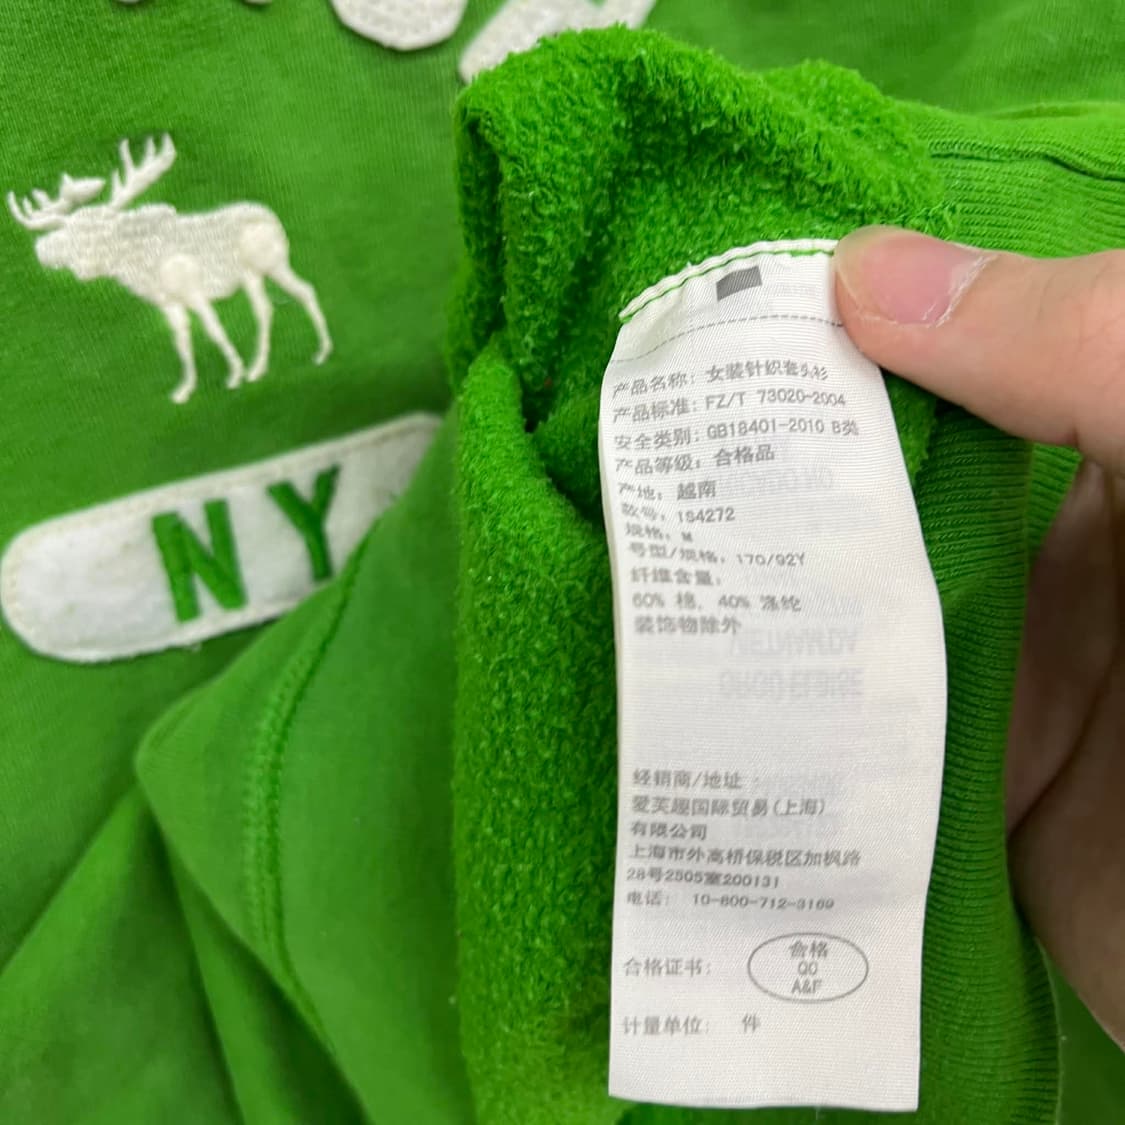 NY
产品名称: 女装针织套头衫
产品标准: FZ/T 73020-2004
安全类别: GB18401-2010 B类
产品等级: 合格品
产地: 越南
款号: 184272
规格: M
号型/规格: 170/92Y
纤维含量:
60% 棉, 40% 涤纶
装饰物除外
经销商/地址:
爱芙趣国际贸易(上海)
有限公司
上海市外高桥保税区加枫路
28号2505室200131
电话: 10-800-712-3169
合格证书:
合格
QC
A&F
计量单位: 件